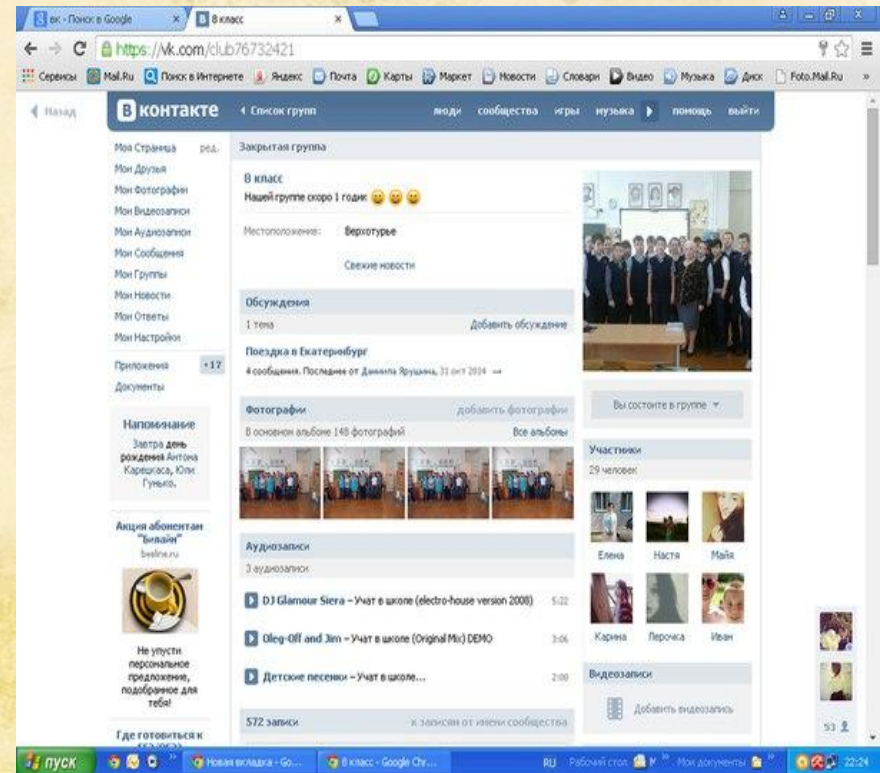 вк - Поиск в Google
8 класс
https://vk.com/club76732421
Сервисы Mail.Ru Поиск в Интернете Яндекс Почта Карты Маркет Новости Словари Видео Музыка Диск Foto.Mail.Ru »
Назад
В контакте
Список групп люди сообщества игры музыка помощь выйти
Моя Страница ред.
Мои Друзья
Мои Фотографии
Мои Видеозаписи
Мои Аудиозаписи
Мои Сообщения
Мои Группы
Мои Новости
Мои Ответы
Мои Настройки
Приложения +17
Документы
Напоминание
Завтра день
рождения Антона
Карецкаса, Юли
Гунько.
Акция абонентам
"Билайн"
beeline.ru
Не упусти
персональное
предложение,
подобранное для
тебя!
Где готовиться к
Закрытая группа
8 класс
Нашей группе скоро 1 годик 😀 😀 😀
Местоположение: Верхотурье
Свежие новости
Обсуждения
1 тема Добавить обсуждение
Поездка в Екатеринбург
4 сообщения. Последнее от Даниила Ярушина, 31 окт 2014 →
Фотографии добавить фотографии
В основном альбоме 148 фотографий Все альбомы
Аудиозаписи
3 аудиозаписи
DJ Glamour Siera – Учат в школе (electro-house version 2008) 5:22
Oleg-Off and Jim – Учат в школе (Original Mix) DEMO 3:06
Детские песенки – Учат в школе... 2:00
572 записи к записям от имени сообщества
Вы состоите в группе
Участники
29 человек
Елена Настя Майя
Карина Лерочка Иван
Видеозаписи
Добавить видеозапись
53
пуск
»
Новая вкладка - Go...
8 класс - Google Chr...
RU Рабочий стол » Мои документы » 22:24